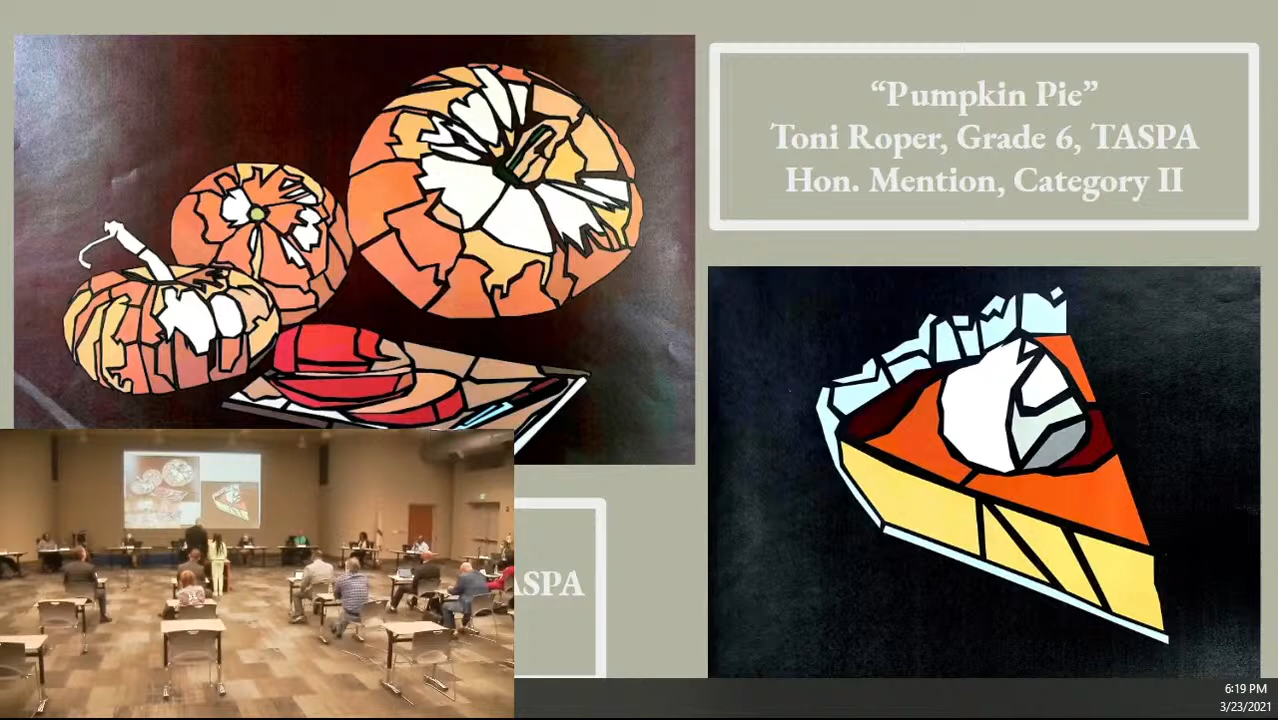 “Pumpkin Pie”
Toni Roper, Grade 6, TASPA
Hon. Mention, Category II
ASPA
6:19 PM
3/23/2021